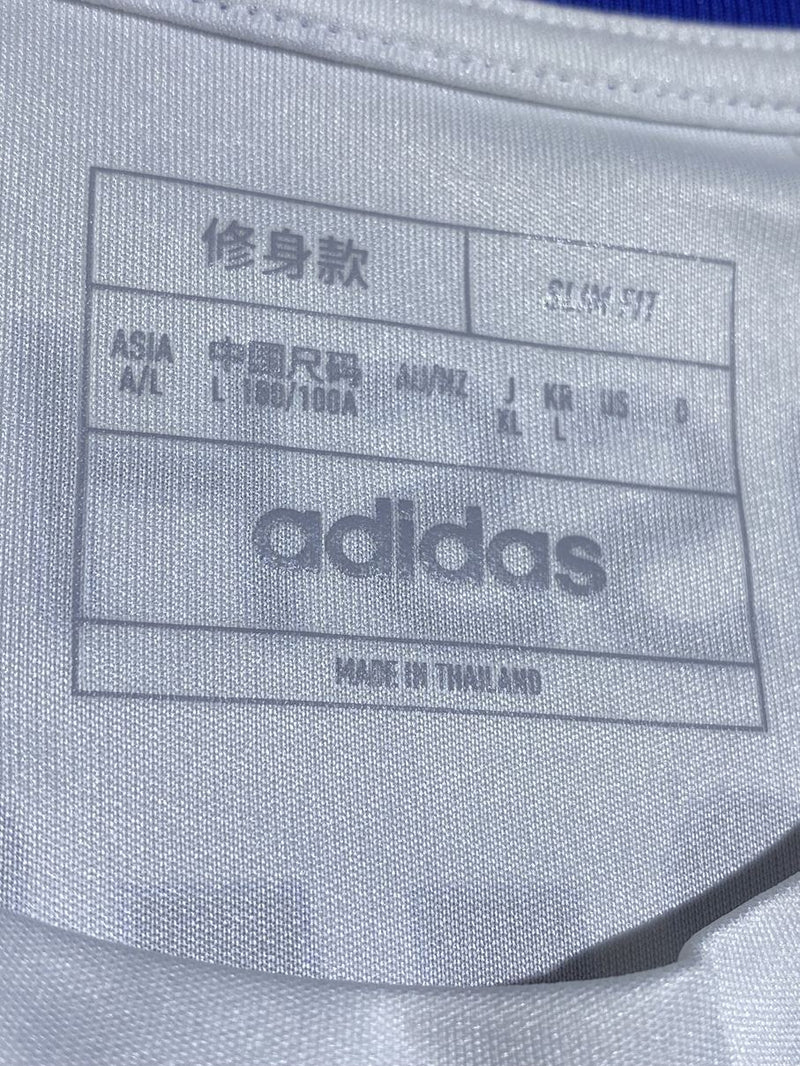 修身款 SLIM FIT
ASIA 中國尺码 AU/NZ J KR US D
A/L L 180/100A XL L
adidas
MADE IN THAILAND